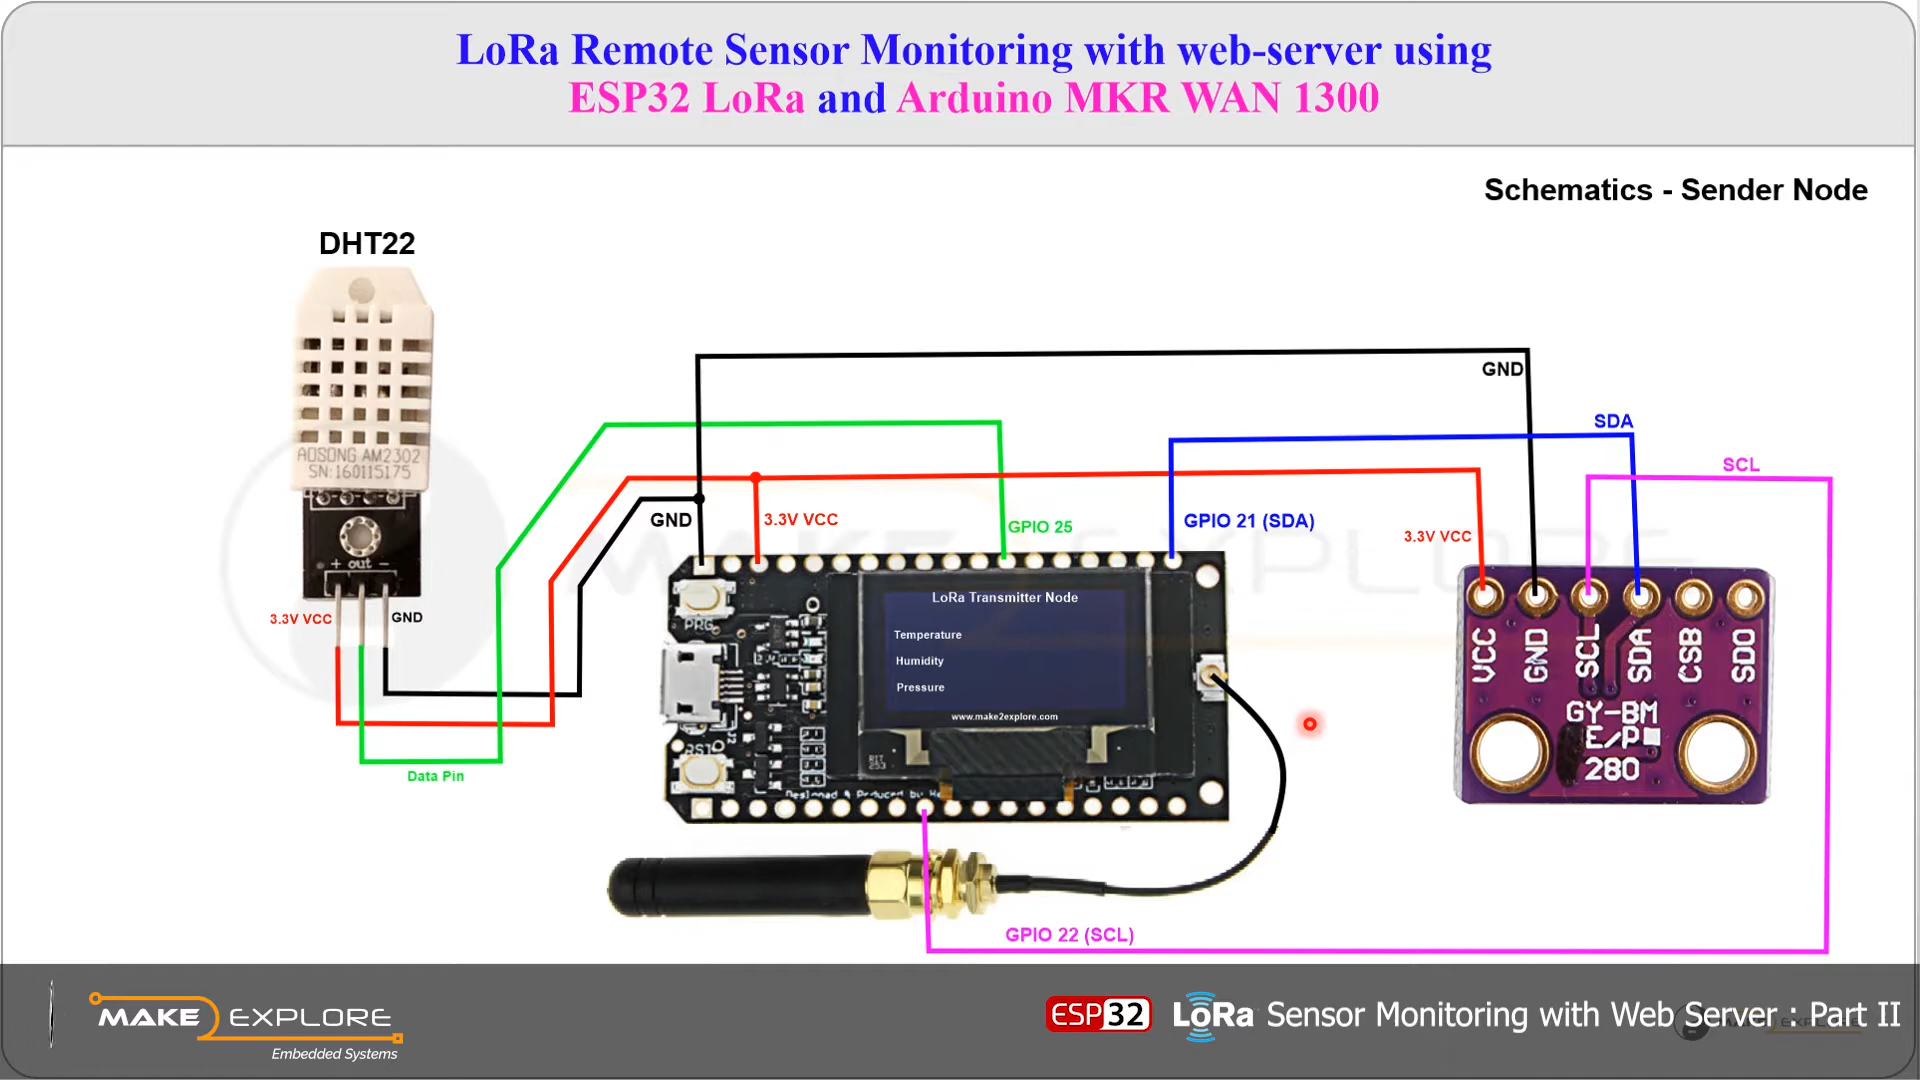 LoRa Remote Sensor Monitoring with web-server using
ESP32 LoRa and Arduino MKR WAN 1300
Schematics - Sender Node
DHT22
GND
SDA
AOSONG AM2302
SN:160115175
SCL
GND
3.3V VCC
GPIO 25
GPIO 21 (SDA)
3.3V VCC
+ out -
3.3V VCC
GND
PRG
LoRa Transmitter Node
Temperature
Humidity
Pressure
www.make2explore.com
VCC
GND
SCL
SDA
CSB
SDO
GY-BM
E/P
280
J2
RST
Data Pin
GPIO 22 (SCL)
MAKE EXPLORE
Embedded Systems
ESP32 LoRa Sensor Monitoring with Web Server : Part II